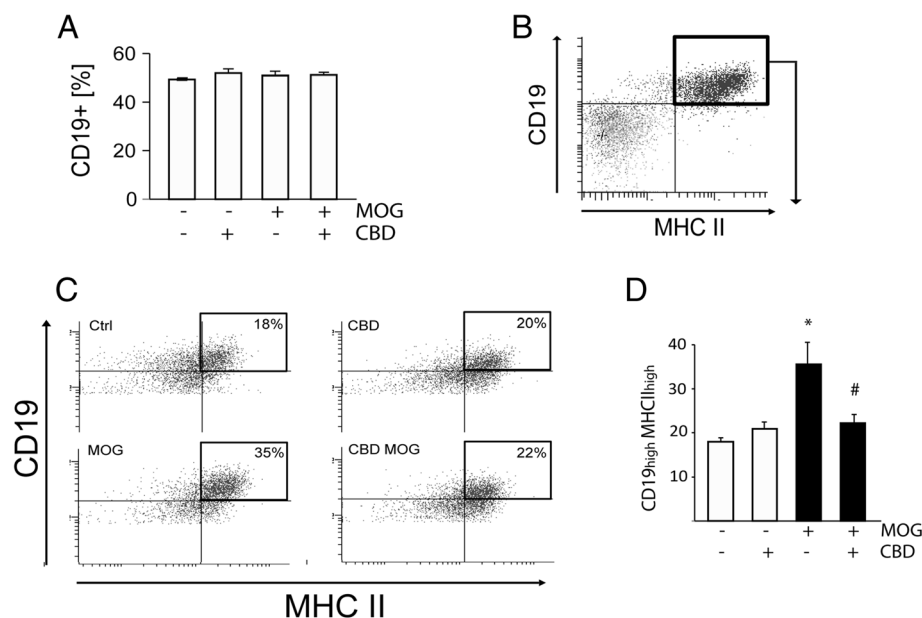 A
60
40
20
0
CD19+ [%]
- - + + MOG
- + - + CBD
B
CD19
-/-
MHC II
C
Ctrl
18%
CBD
20%
MOG
35%
CBD MOG
22%
CD19
MHC II
D
40
30
20
10
CD19high MHCIIhigh
*
#
- - + + MOG
- + - + CBD